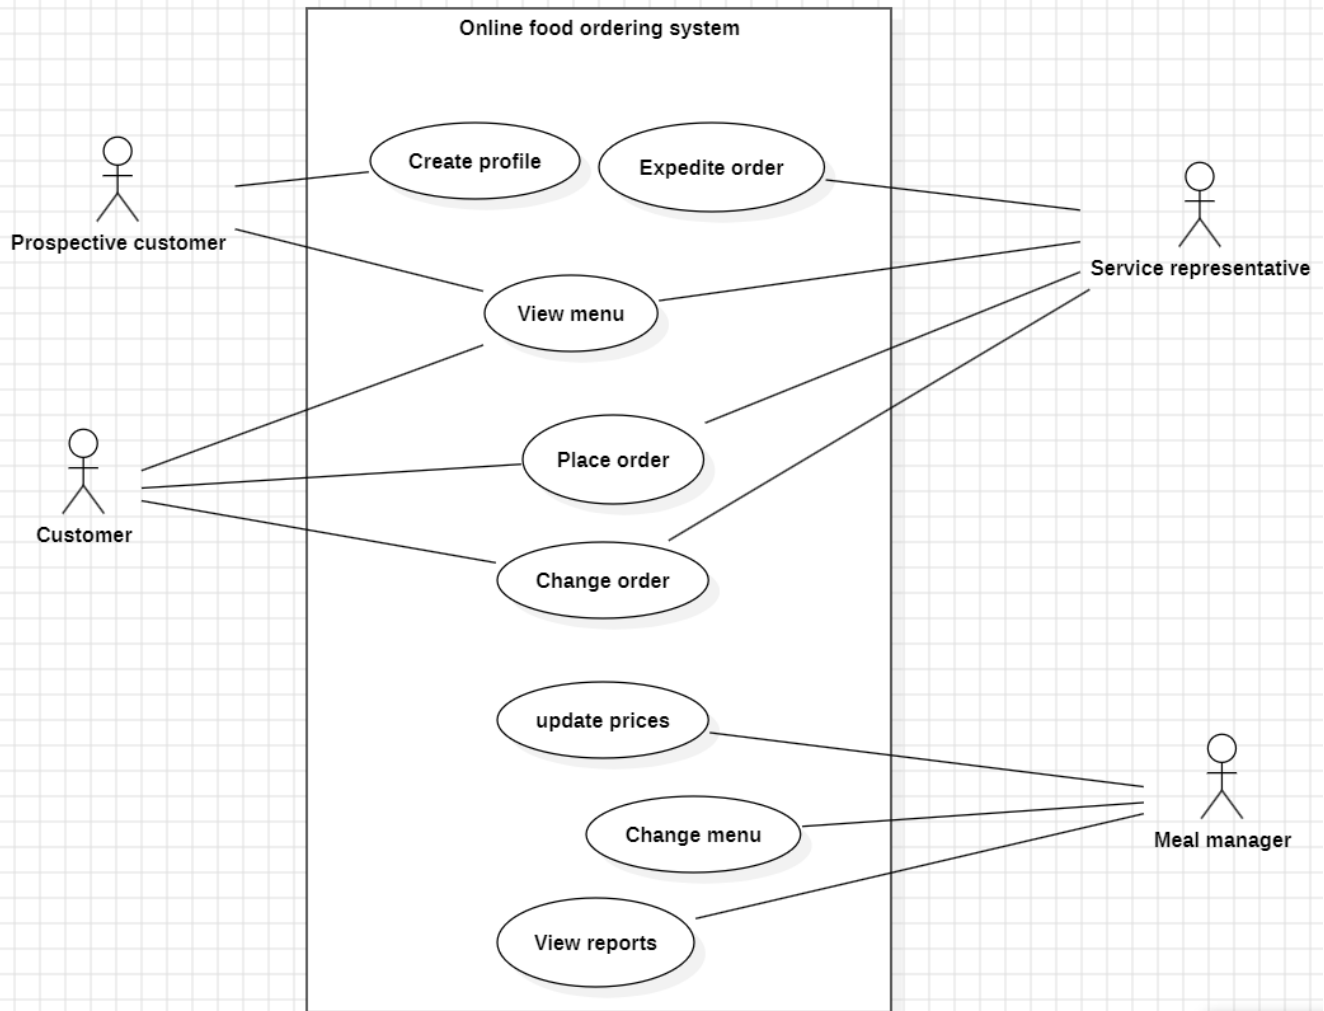 Online food ordering system
Create profile
Expedite order
Prospective customer
Service representative
View menu
Place order
Customer
Change order
update prices
Change menu
Meal manager
View reports